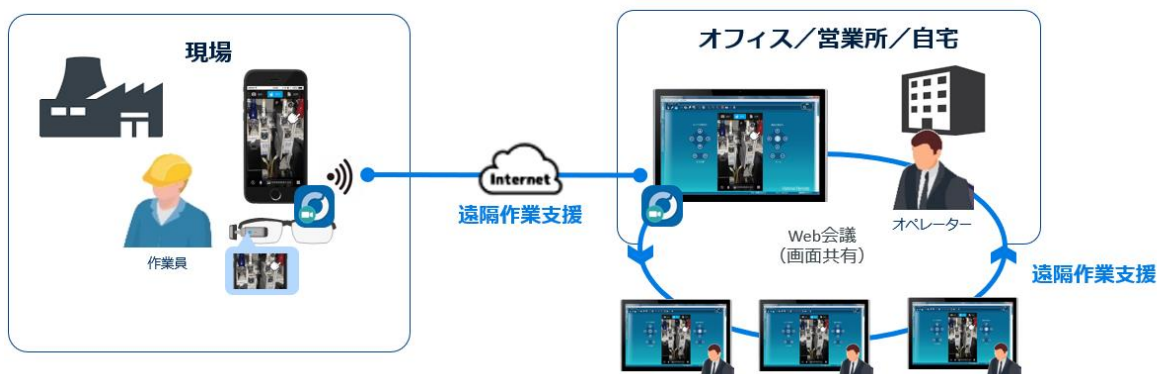 現場
オフィス／営業所／自宅
Internet
遠隔作業支援
作業員
オペレーター
Web会議
（画面共有）
遠隔作業支援